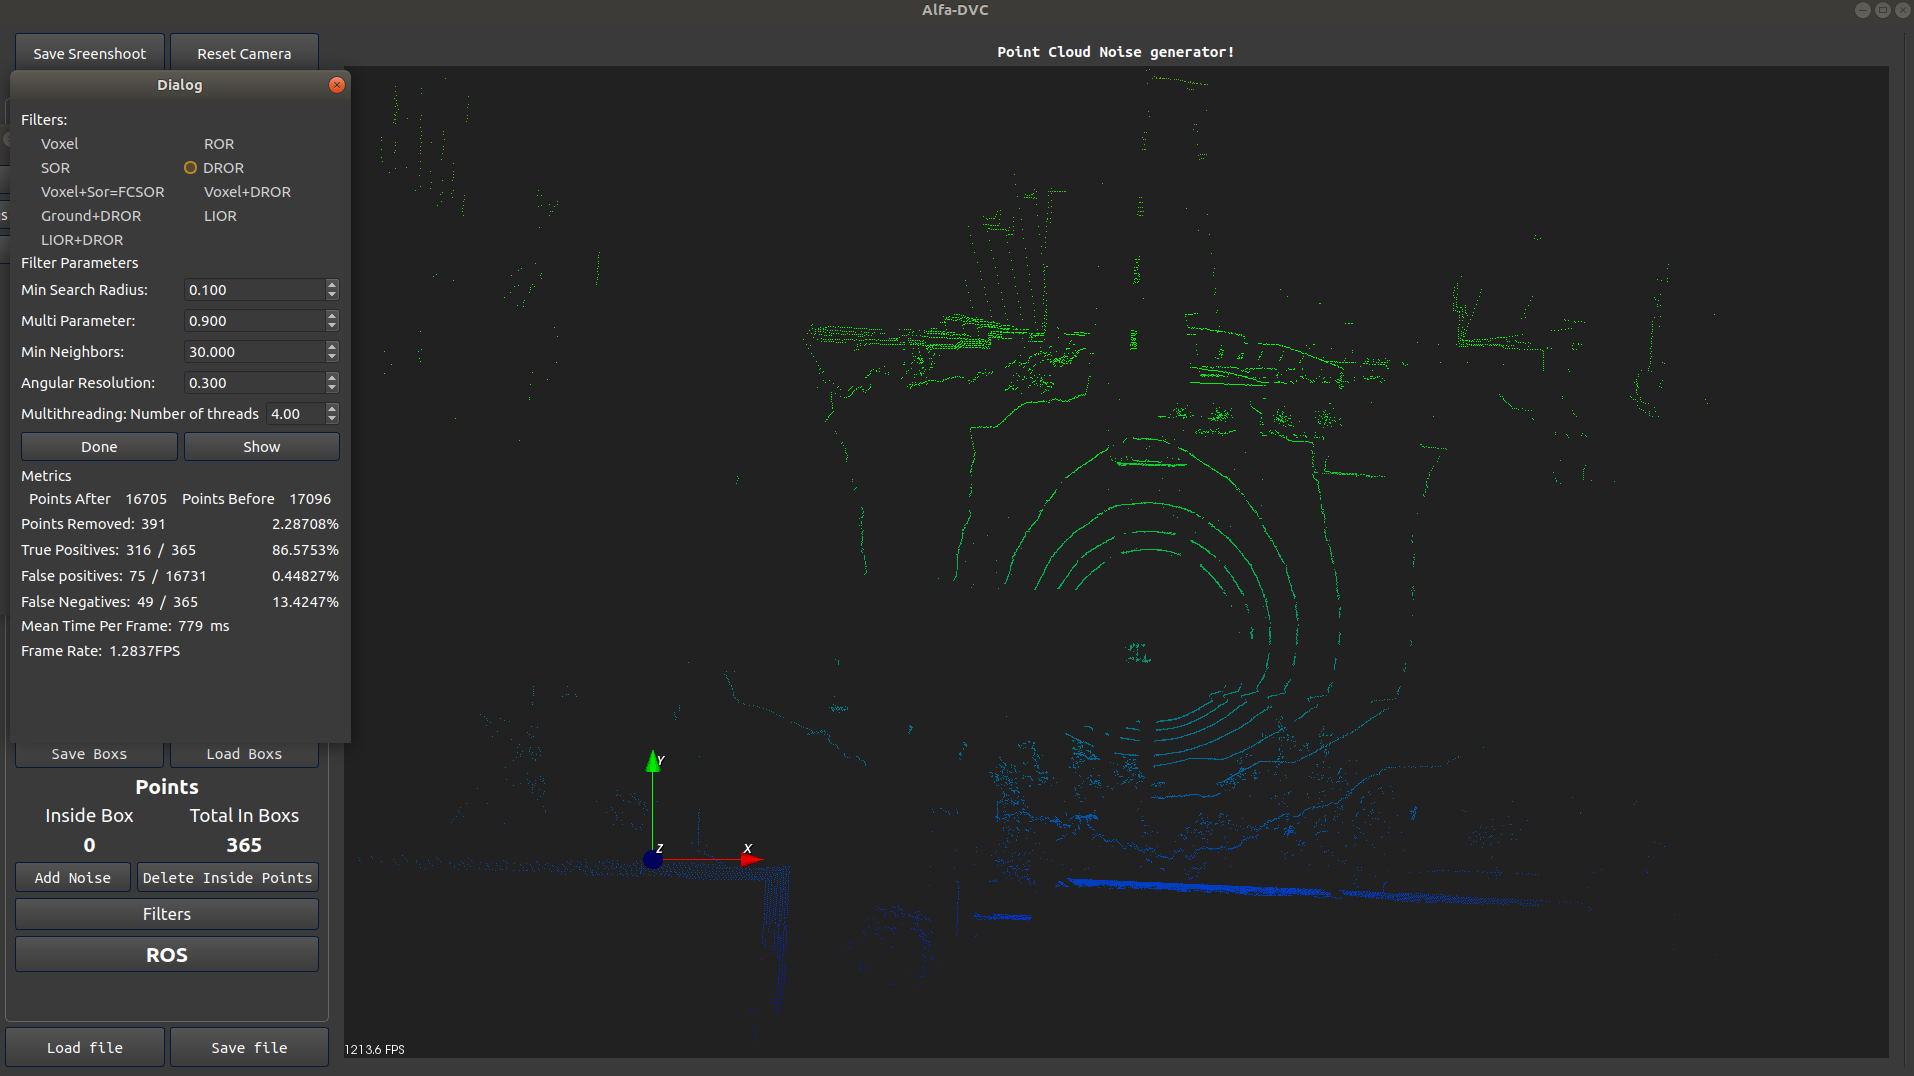 Alfa-DVC
Save Sreenshoot Reset Camera
Point Cloud Noise generator!
Dialog
Filters:
Voxel ROR
SOR DROR
Voxel+Sor=FCSOR Voxel+DROR
Ground+DROR LIOR
LIOR+DROR
Filter Parameters
Min Search Radius: 0.100
Multi Parameter: 0.900
Min Neighbors: 30.000
Angular Resolution: 0.300
Multithreading: Number of threads 4.00
Done Show
Metrics
Points After 16705 Points Before 17096
Points Removed: 391 2.28708%
True Positives: 316 / 365 86.5753%
False positives: 75 / 16731 0.44827%
False Negatives: 49 / 365 13.4247%
Mean Time Per Frame: 779 ms
Frame Rate: 1.2837FPS
Save Boxs Load Boxs
Points
Inside Box Total In Boxs
0 365
Add Noise Delete Inside Points
Filters
ROS
Load file Save file
Y
Z X
1213.6 FPS